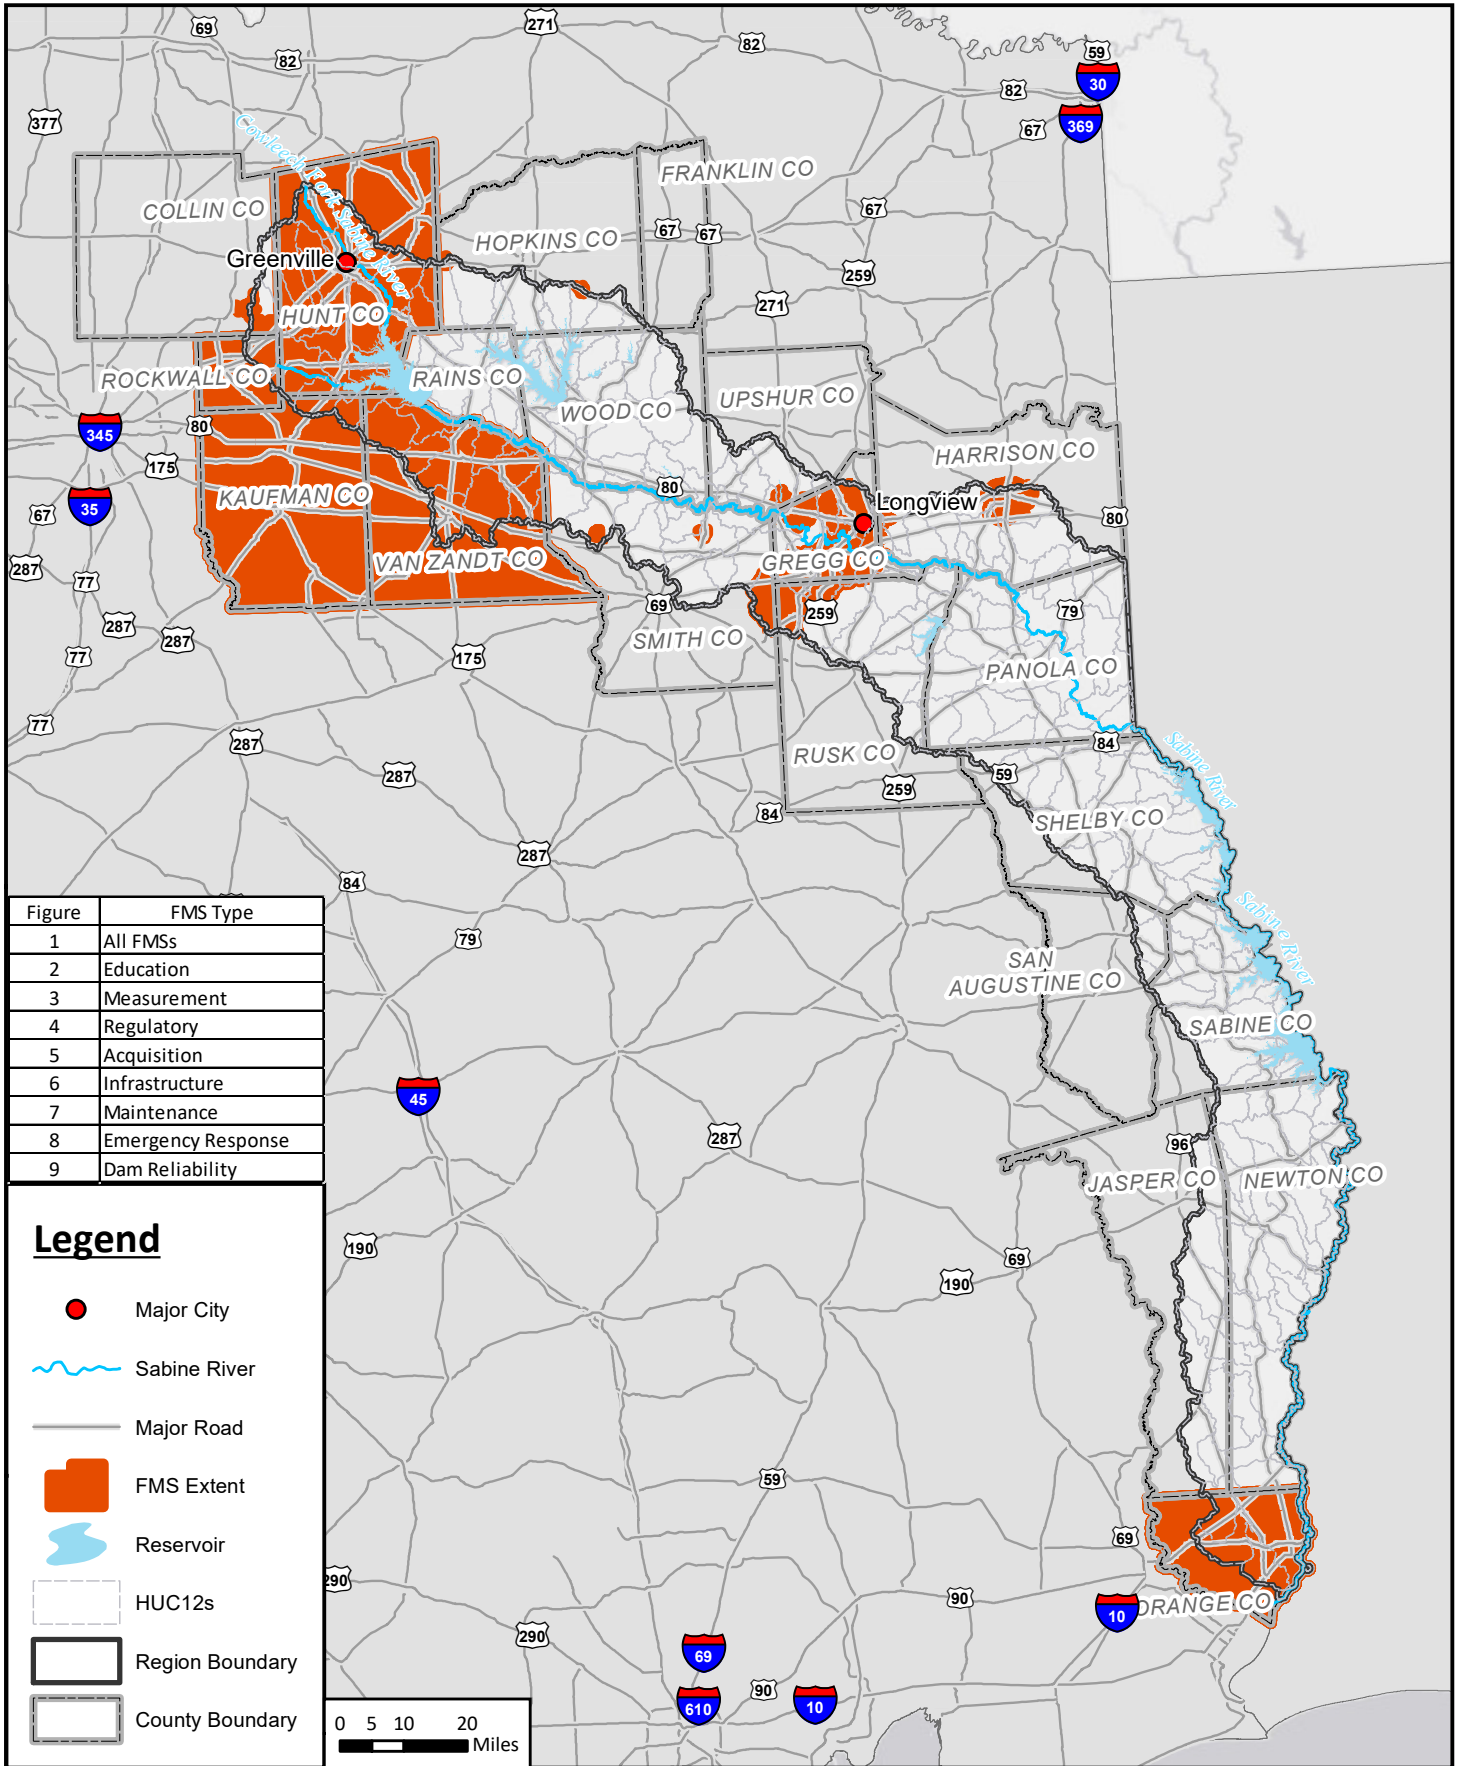 69
271
82
82
59
30
82
377
369
67
Cowleech Fork Sabine River
FRANKLIN CO
COLLIN CO
67
HOPKINS CO
67
67
Greenville
259
271
HUNT CO
ROCKWALL CO
RAINS CO
UPSHUR CO
WOOD CO
345
80
HARRISON CO
175
KAUFMAN CO
80
Longview
35
67
80
287
VAN ZANDT CO
GREGG CO
77
69
259
79
287
287
SMITH CO
77
175
PANOLA CO
77
287
84
Sabine River
RUSK CO
287
59
259
84
SHELBY CO
287
84
Sabine River
79
SAN
AUGUSTINE CO
SABINE CO
45
287
96
JASPER CO
NEWTON CO
190
69
190
59
69
290
90
10
ORANGE CO
290
69
90
610
10
Figure FMS Type
1 All FMSs
2 Education
3 Measurement
4 Regulatory
5 Acquisition
6 Infrastructure
7 Maintenance
8 Emergency Response
9 Dam Reliability
Legend
Major City
Sabine River
Major Road
FMS Extent
Reservoir
HUC12s
Region Boundary
County Boundary
0 5 10 20
Miles